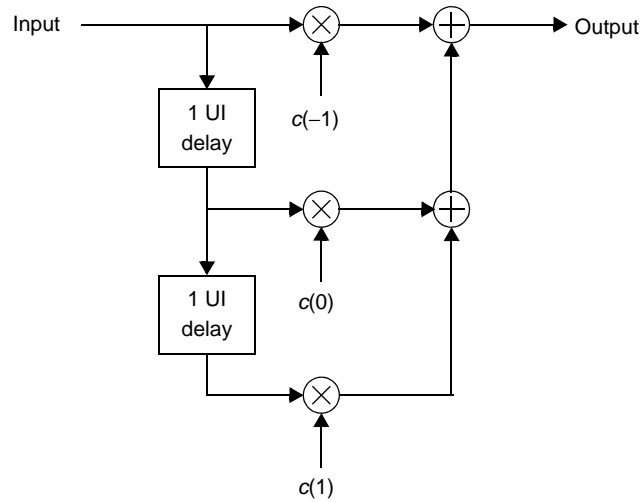 Input
Output
1 UI
delay
c(−1)
1 UI
delay
c(0)
c(1)